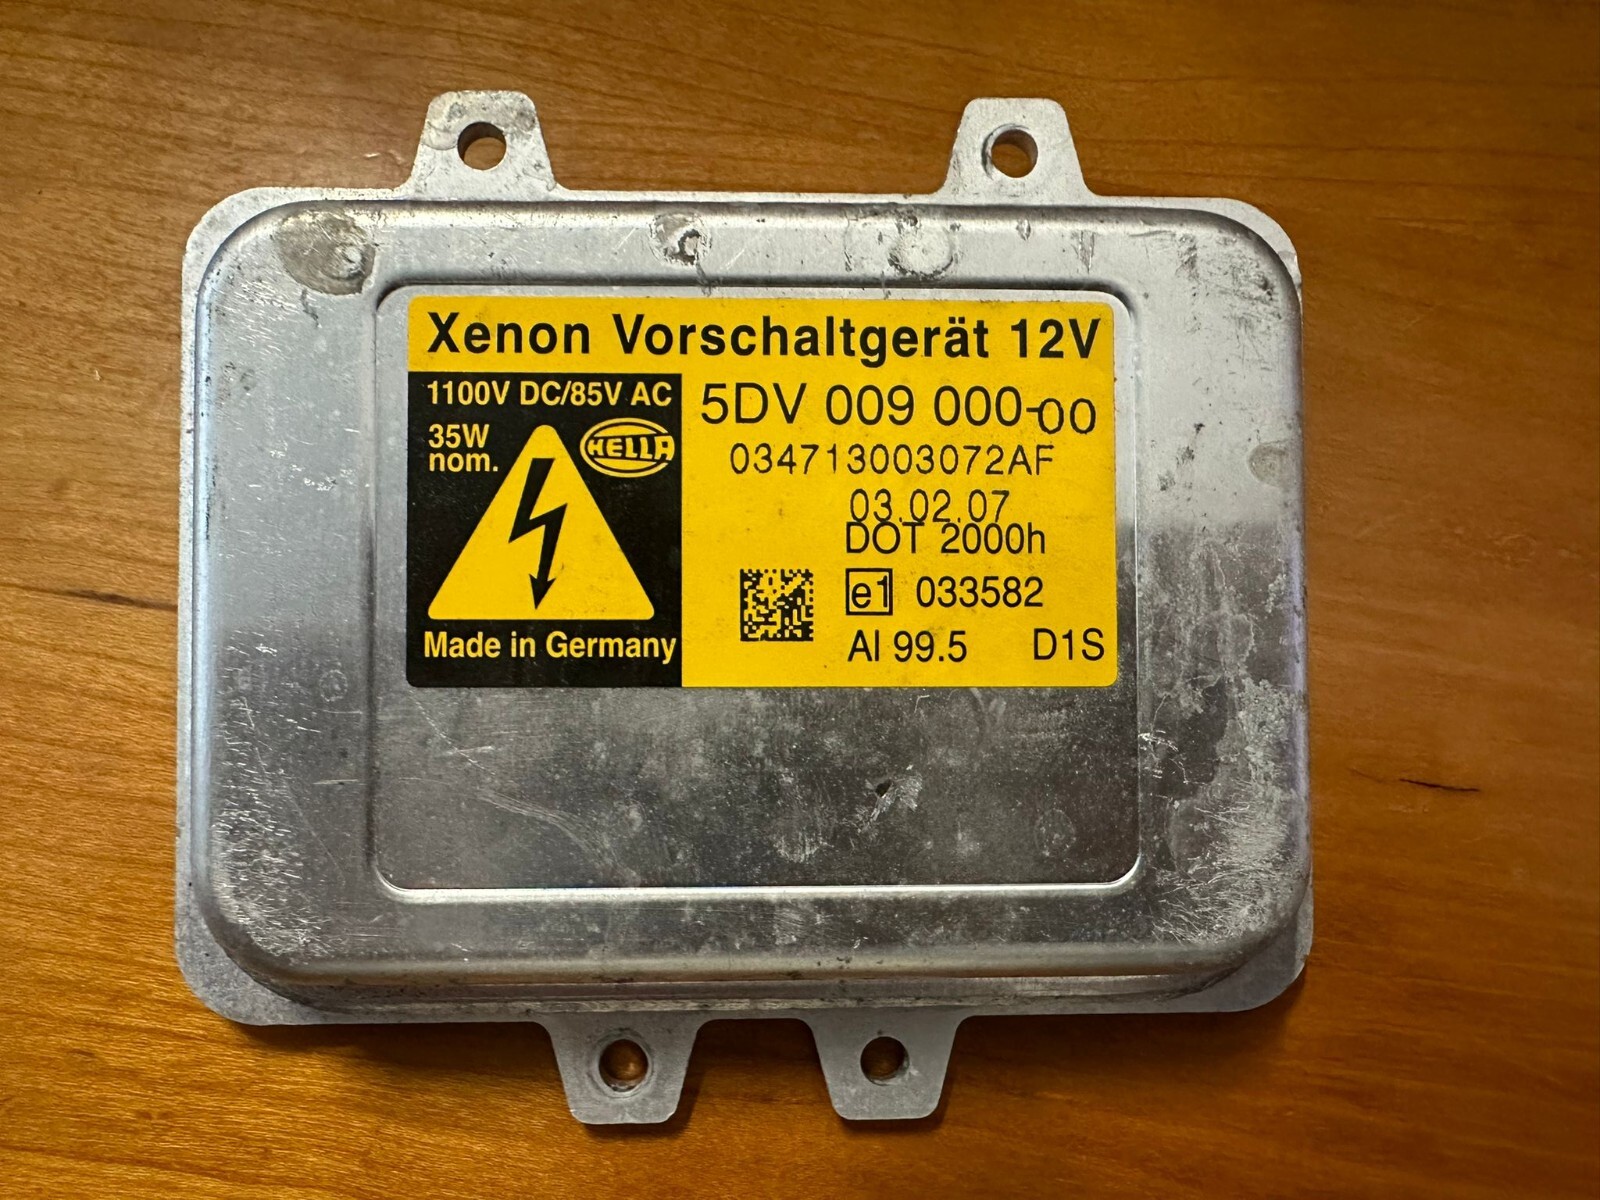 Xenon Vorschaltgerät 12V
1100V DC/85V AC
35W
nom.
HELLA
Made in Germany
5DV 009 000-00
034713003072AF
03.02.07
DOT 2000h
e1 033582
Al 99.5 D1S